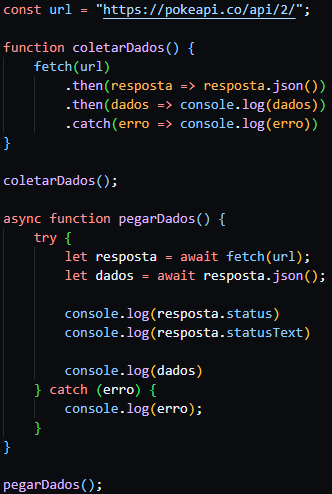 const url = "https://pokeapi.co/api/2/";
function coletarDados() {
fetch(url)
.then(resposta => resposta.json())
.then(dados => console.log(dados))
.catch(erro => console.log(erro))
}
coletarDados();
async function pegarDados() {
try {
let resposta = await fetch(url);
let dados = await resposta.json();
console.log(resposta.status)
console.log(resposta.statusText)
console.log(dados)
} catch (erro) {
console.log(erro);
}
}
pegarDados();